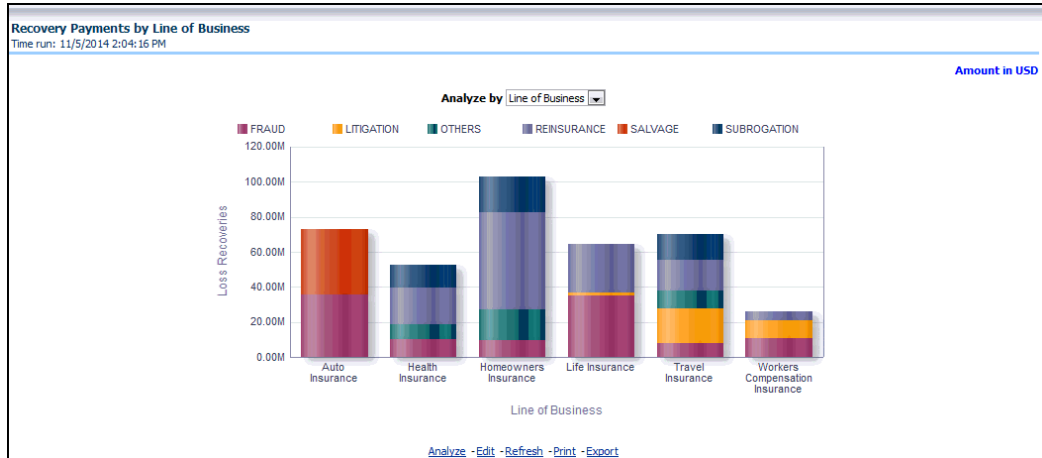 Recovery Payments by Line of Business
Time run: 11/5/2014 2:04:16 PM
Amount in USD
Analyze by Line of Business
FRAUD LITIGATION OTHERS REINSURANCE SALVAGE SUBROGATION
120.00M
100.00M
80.00M
60.00M
40.00M
20.00M
0.00M
Loss Recoveries
Auto Insurance
Health Insurance
Homeowners Insurance
Life Insurance
Travel Insurance
Workers Compensation Insurance
Line of Business
Analyze - Edit - Refresh - Print - Export